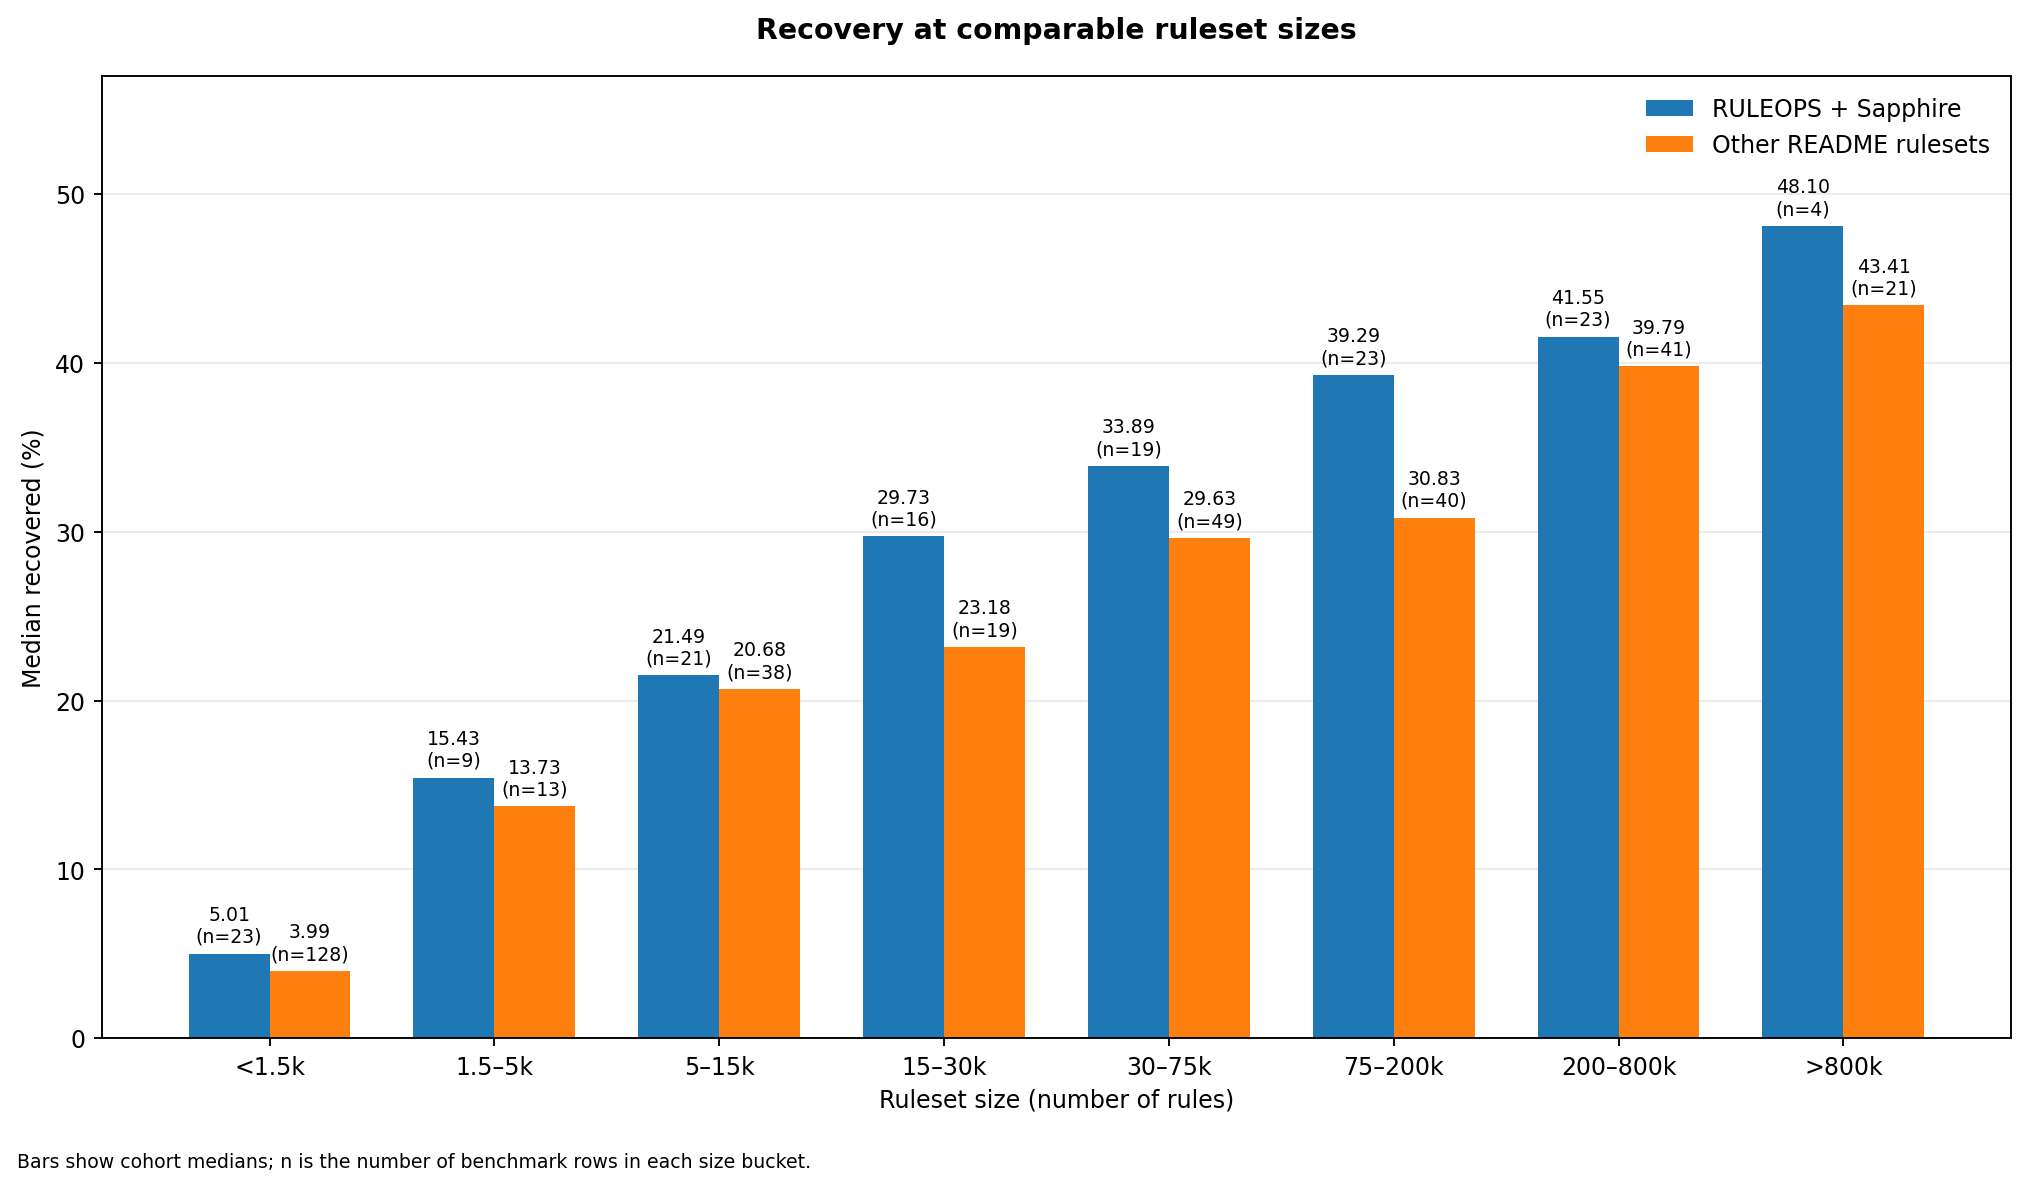 Recovery at comparable ruleset sizes
RULEOPS + Sapphire
Other README rulesets
Median recovered (%)
50
40
30
20
10
0
5.01
(n=23)
3.99
(n=128)
15.43
(n=9)
13.73
(n=13)
21.49
(n=21)
20.68
(n=38)
29.73
(n=16)
23.18
(n=19)
33.89
(n=19)
29.63
(n=49)
39.29
(n=23)
30.83
(n=40)
41.55
(n=23)
39.79
(n=41)
48.10
(n=4)
43.41
(n=21)
<1.5k
1.5–5k
5–15k
15–30k
30–75k
75–200k
200–800k
>800k
Ruleset size (number of rules)
Bars show cohort medians; n is the number of benchmark rows in each size bucket.